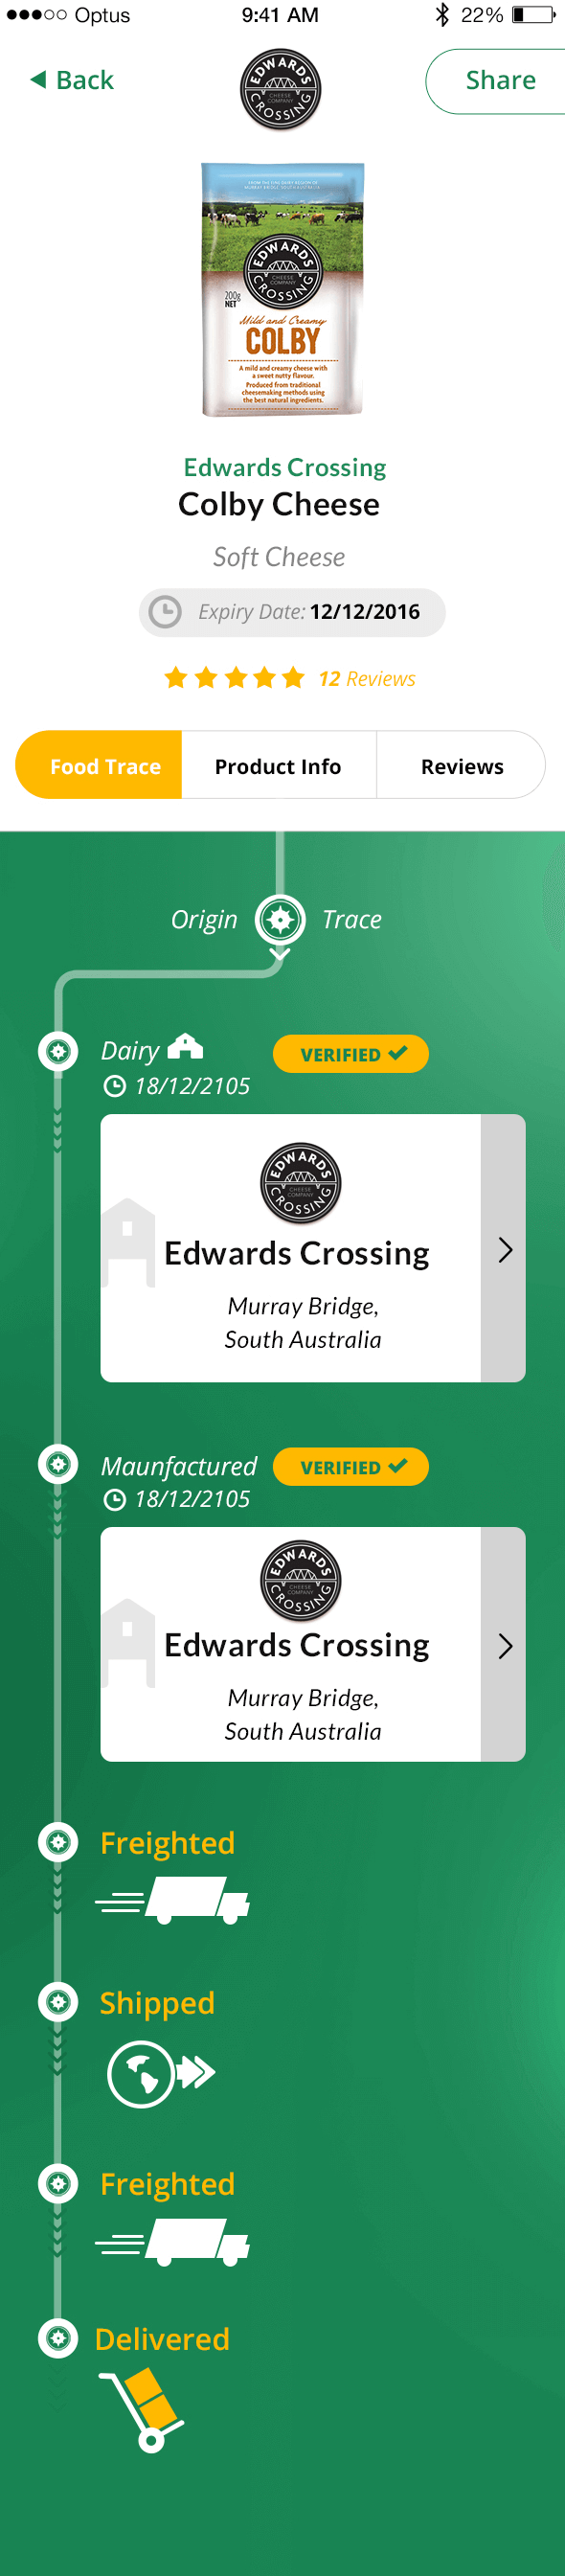 Optus
9:41 AM
22%
Back
EDWARDS
CHEESE
COMPANY
CROSSING
Share
FROM THE FINE DAIRY REGION OF
MURRAY BRIDGE SOUTH AUSTRALIA
EDWARDS
CHEESE
COMPANY
CROSSING
200g
NET
Mild and Creamy
COLBY
A mild and creamy cheese with
a sweet nutty flavour.
Produced from traditional
cheesemaking methods using
the best natural ingredients.
Edwards Crossing
Colby Cheese
Soft Cheese
Expiry Date: 12/12/2016
12 Reviews
Food Trace
Product Info
Reviews
Origin
Trace
Dairy
VERIFIED
18/12/2105
EDWARDS
CHEESE
COMPANY
CROSSING
Edwards Crossing
Murray Bridge,
South Australia
Maunfactured
VERIFIED
18/12/2105
EDWARDS
CHEESE
COMPANY
CROSSING
Edwards Crossing
Murray Bridge,
South Australia
Freighted
Shipped
Freighted
Delivered